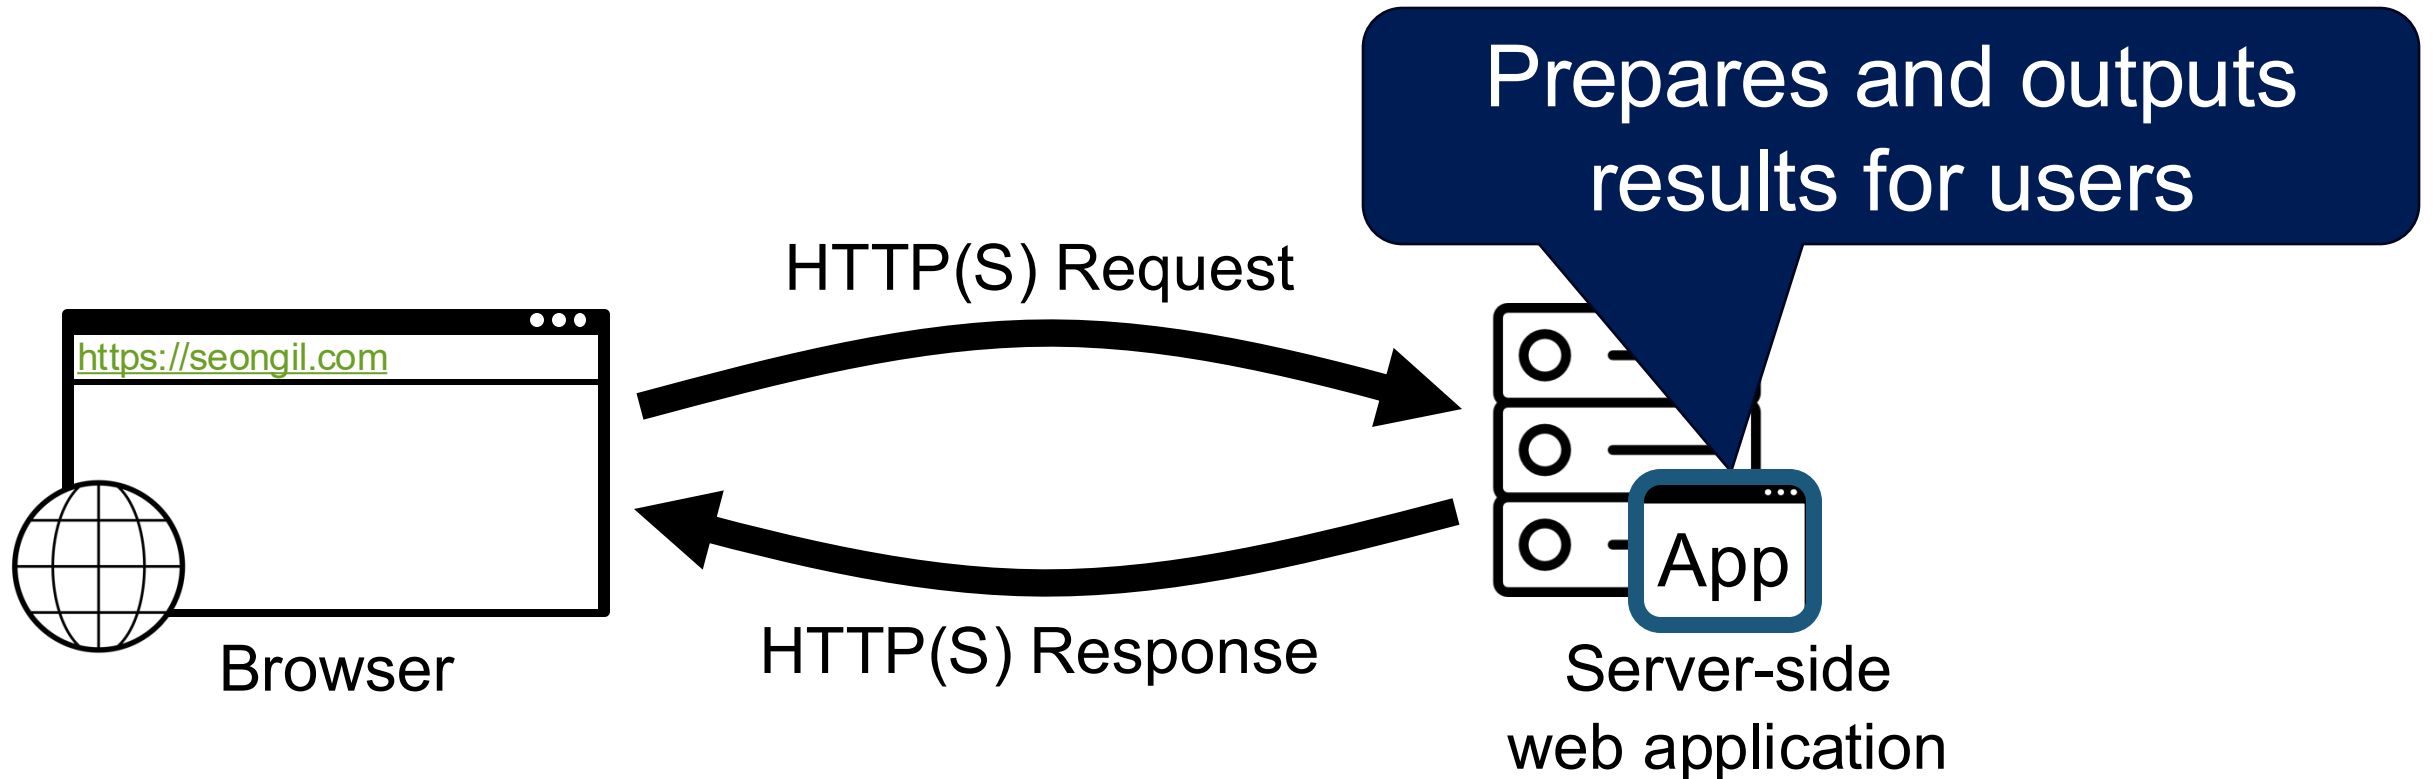 Prepares and outputs
results for users
HTTP(S) Request
https://seongil.com
App
Browser
HTTP(S) Response
Server-side
web application